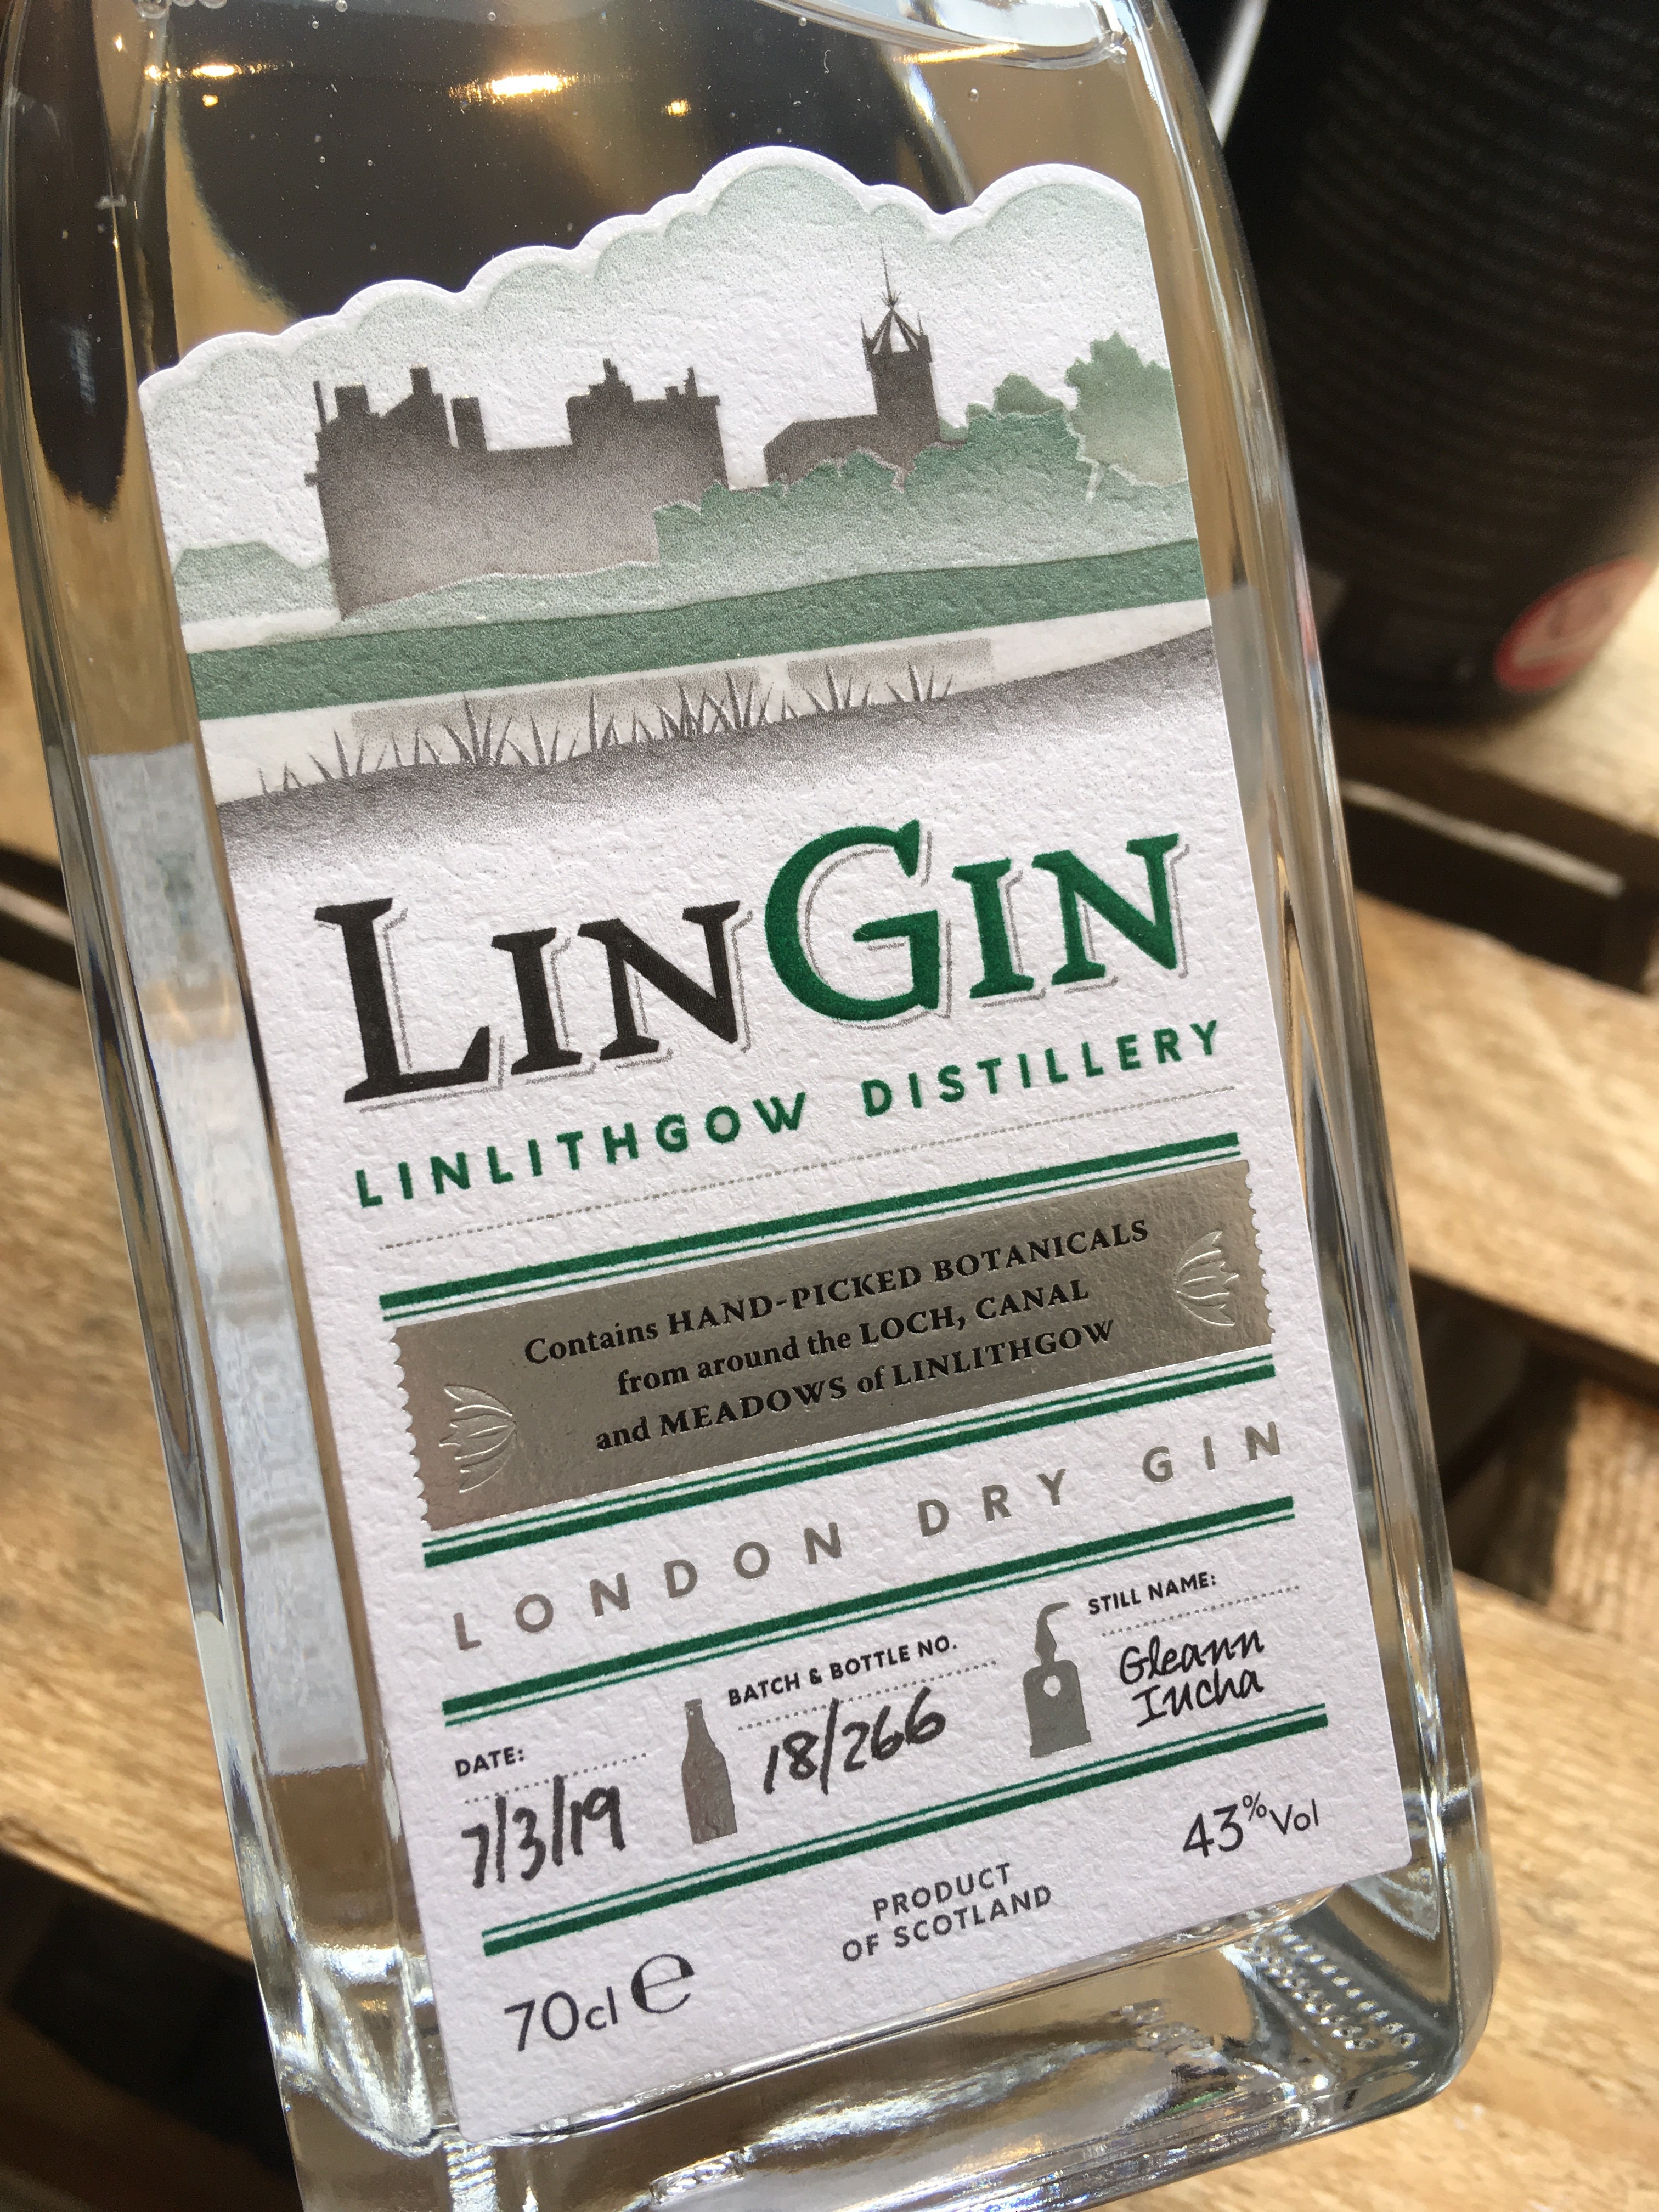 LINGIN
LINLITHGOW DISTILLERY
Contains HAND-PICKED BOTANICALS
from around the LOCH, CANAL
and MEADOWS of LINLITHGOW
LONDON DRY GIN
DATE:
7/3/19
BATCH & BOTTLE NO.
18/266
STILL NAME:
Gleann
Iucha
70cl e
PRODUCT
OF SCOTLAND
43% Vol